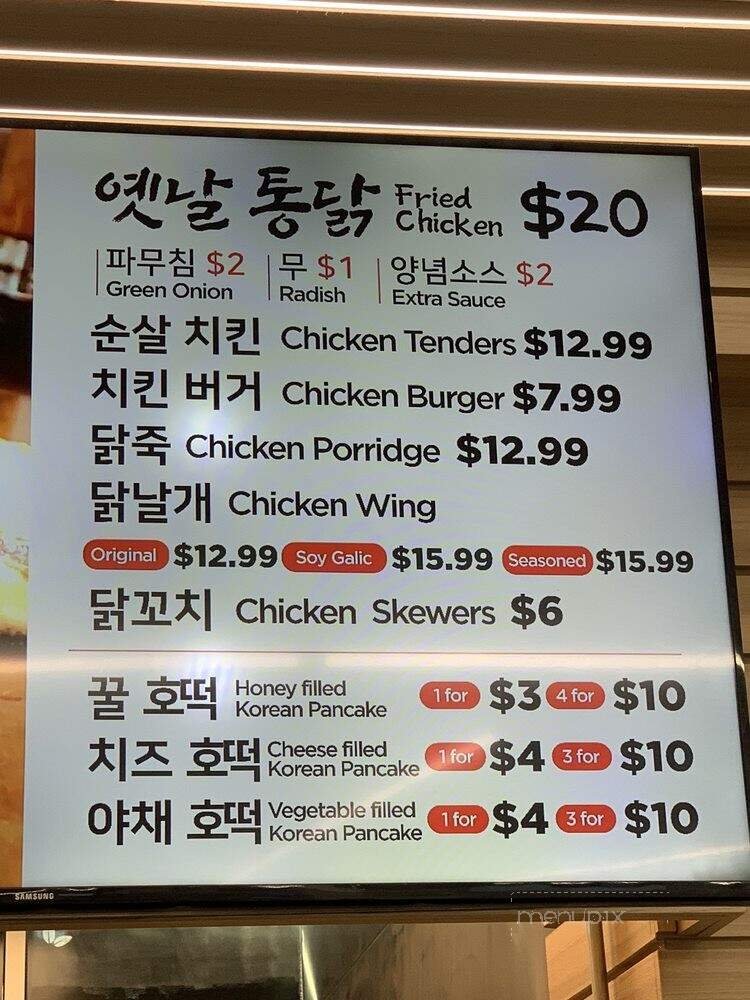 옛날 통닭 Fried Chicken $20
파무침 $2 무 $1 양념소스 $2
Green Onion Radish Extra Sauce
순살 치킨 Chicken Tenders $12.99
치킨 버거 Chicken Burger $7.99
닭죽 Chicken Porridge $12.99
닭날개 Chicken Wing
Original $12.99 Soy Galic $15.99 Seasoned $15.99
닭꼬치 Chicken Skewers $6
꿀 호떡 Honey filled Korean Pancake 1 for $3 4 for $10
치즈 호떡 Cheese filled Korean Pancake 1 for $4 3 for $10
야채 호떡 Vegetable filled Korean Pancake 1 for $4 3 for $10
SAMSUNG
menupix